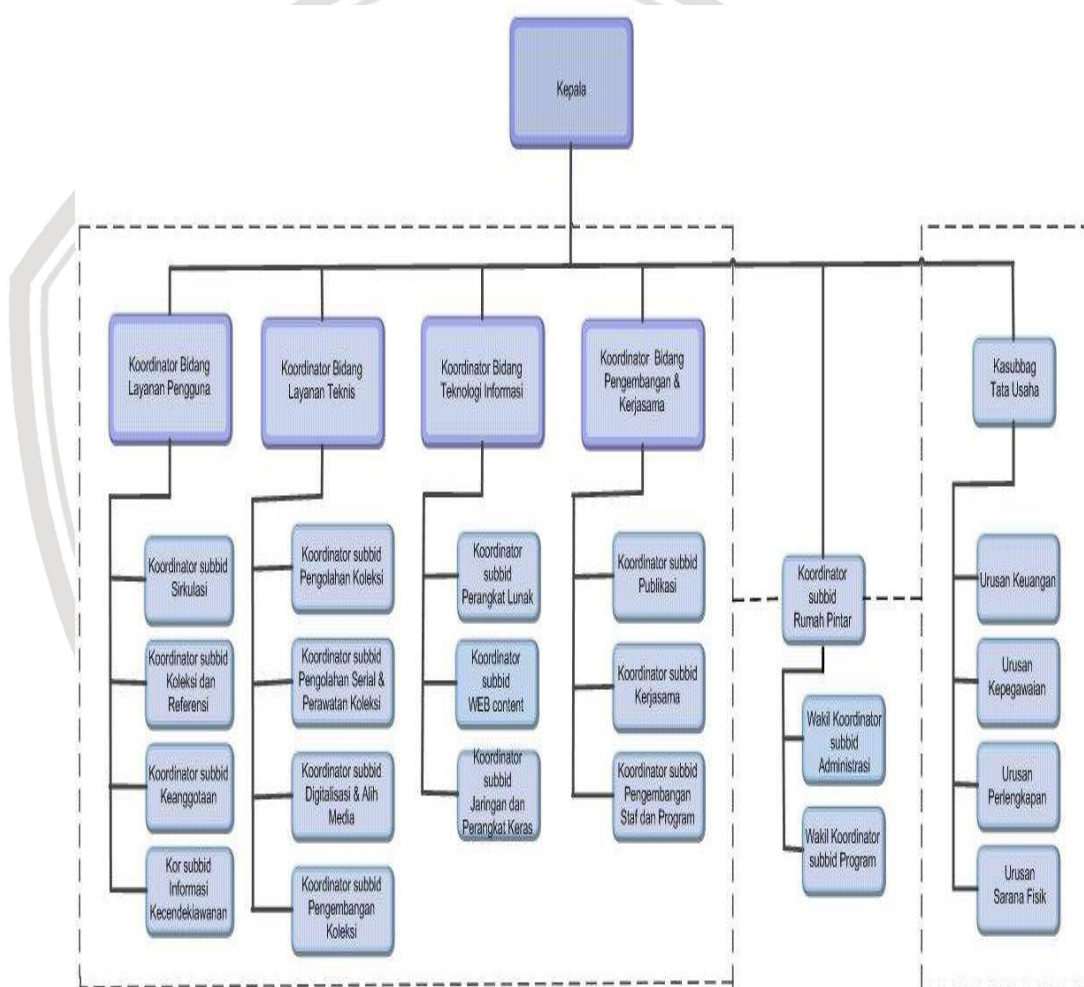 Kepala
Koordinator Bidang
Layanan Pengguna
Koordinator Bidang
Layanan Teknis
Koordinator Bidang
Teknologi Informasi
Koordinator Bidang
Pengembangan &
Kerjasama
Kasubbag
Tata Usaha
Koordinator subbid
Sirkulasi
Koordinator subbid
Koleksi dan
Referensi
Koordinator subbid
Keanggotaan
Kor subbid
Informasi
Kecendekiawanan
Koordinator subbid
Pengolahan Koleksi
Koordinator subbid
Pengolahan Serial &
Perawatan Koleksi
Koordinator subbid
Digitalisasi & Alih
Media
Koordinator subbid
Pengembangan
Koleksi
Koordinator
subbid
Perangkat Lunak
Koordinator
subbid
WEB content
Koordinator
subbid
Jaringan dan
Perangkat Keras
Koordinator subbid
Publikasi
Koordinator subbid
Kerjasama
Koordinator subbid
Pengembangan
Staf dan Program
Koordinator
subbid
Rumah Pintar
Wakil Koordinator
subbid
Administrasi
Wakil Koordinator
subbid Program
Urusan Keuangan
Urusan
Kepegawaian
Urusan
Perlengkapan
Urusan
Sarana Fisik